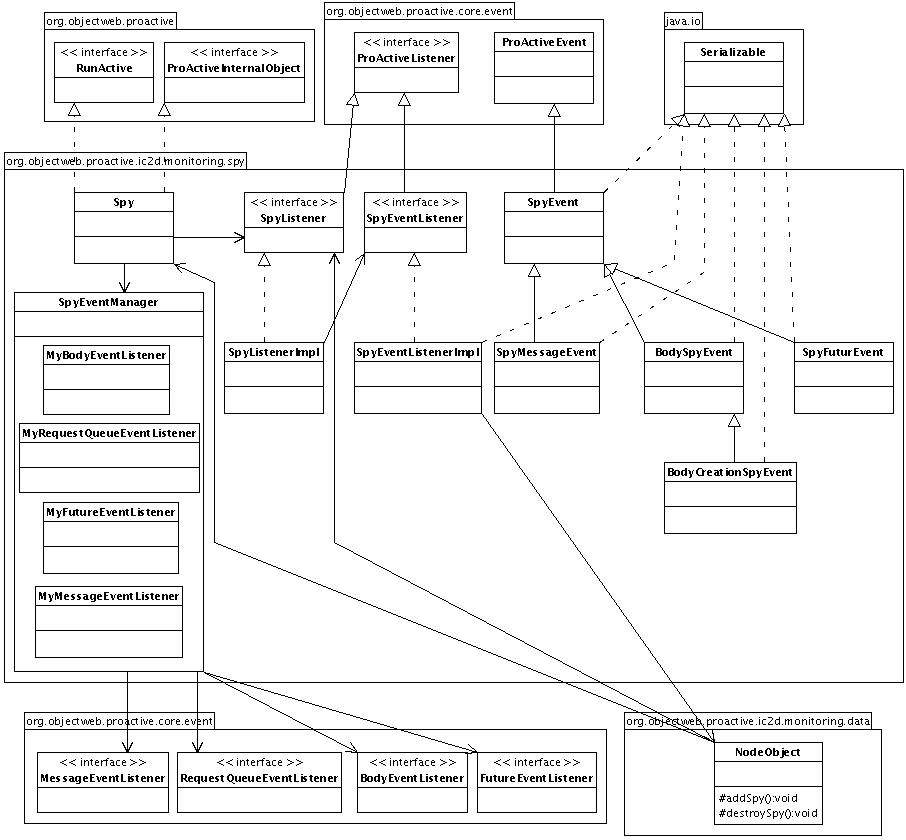 org.objectweb.proactive
org.objectweb.proactive.core.event
java.io
<< interface >>
RunActive
<< interface >>
ProActiveInternalObject
<< interface >>
ProActiveListener
ProActiveEvent
Serializable
org.objectweb.proactive.ic2d.monitoring.spy
Spy
<< interface >>
SpyListener
<< interface >>
SpyEventListener
SpyEvent
SpyEventManager
MyBodyEventListener
MyRequestQueueEventListener
MyFutureEventListener
MyMessageEventListener
SpyListenerImpl
SpyEventListenerImpl
SpyMessageEvent
BodySpyEvent
SpyFuturEvent
BodyCreationSpyEvent
org.objectweb.proactive.core.event
<< interface >>
MessageEventListener
<< interface >>
RequestQueueEventListener
<< interface >>
BodyEventListener
<< interface >>
FutureEventListener
org.objectweb.proactive.ic2d.monitoring.data
NodeObject
#addSpy():void
#destroySpy():void